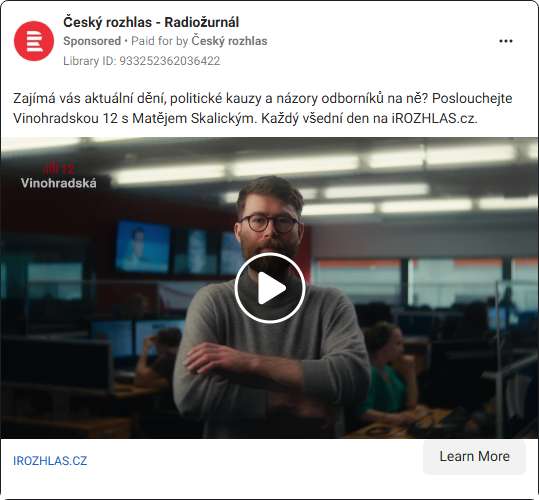 Český rozhlas - Radiožurnál
Sponsored • Paid for by Český rozhlas
Library ID: 933252362036422
Zajímá vás aktuální dění, politické kauzy a názory odborníků na ně? Poslouchejte
Vinohradskou 12 s Matějem Skalickým. Každý všední den na iROZHLAS.cz.
Vinohradská
IROZHLAS.CZ
Learn More